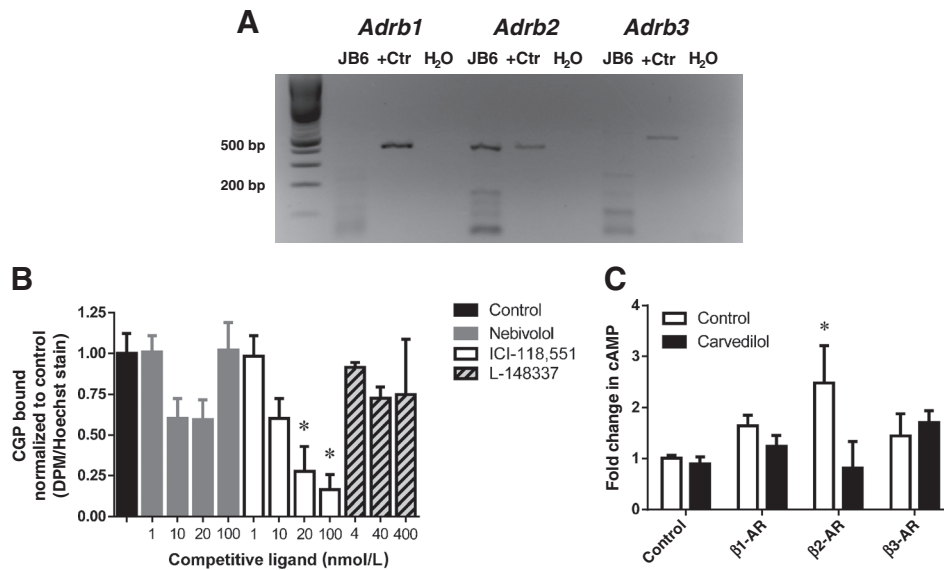 A
Adrb1 Adrb2 Adrb3
JB6 +Ctr H₂O JB6 +Ctr H₂O JB6 +Ctr H₂O
500 bp
200 bp
B
CGP bound
normalized to control
(DPM/Hoechst stain)
1.25
1.00
0.75
0.50
0.25
0.00
* *
1 10 20 100 1 10 20 100 4 40 400
Competitive ligand (nmol/L)
Control
Nebivolol
ICI-118,551
L-148337
C
Fold change in cAMP
4
3
2
1
0
Control
Carvedilol
*
Control β1-AR β2-AR β3-AR